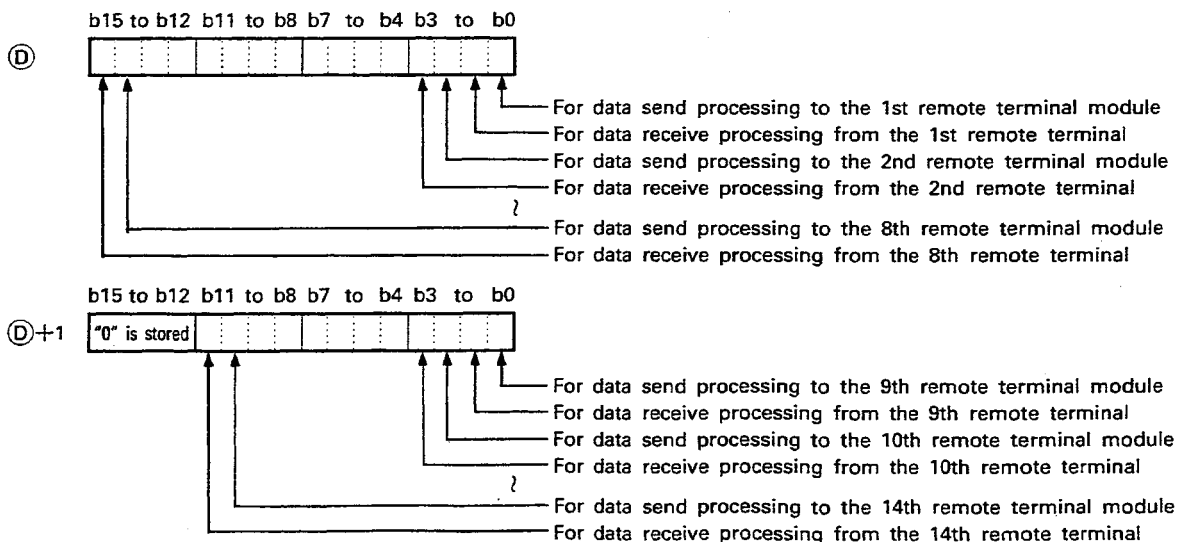 b15 to b12 b11 to b8 b7 to b4 b3 to b0
Ⓓ
For data send processing to the 1st remote terminal module
For data receive processing from the 1st remote terminal
For data send processing to the 2nd remote terminal module
For data receive processing from the 2nd remote terminal
For data send processing to the 8th remote terminal module
For data receive processing from the 8th remote terminal
b15 to b12 b11 to b8 b7 to b4 b3 to b0
Ⓓ+1 "0" is stored
For data send processing to the 9th remote terminal module
For data receive processing from the 9th remote terminal
For data send processing to the 10th remote terminal module
For data receive processing from the 10th remote terminal
For data send processing to the 14th remote terminal module
For data receive processing from the 14th remote terminal